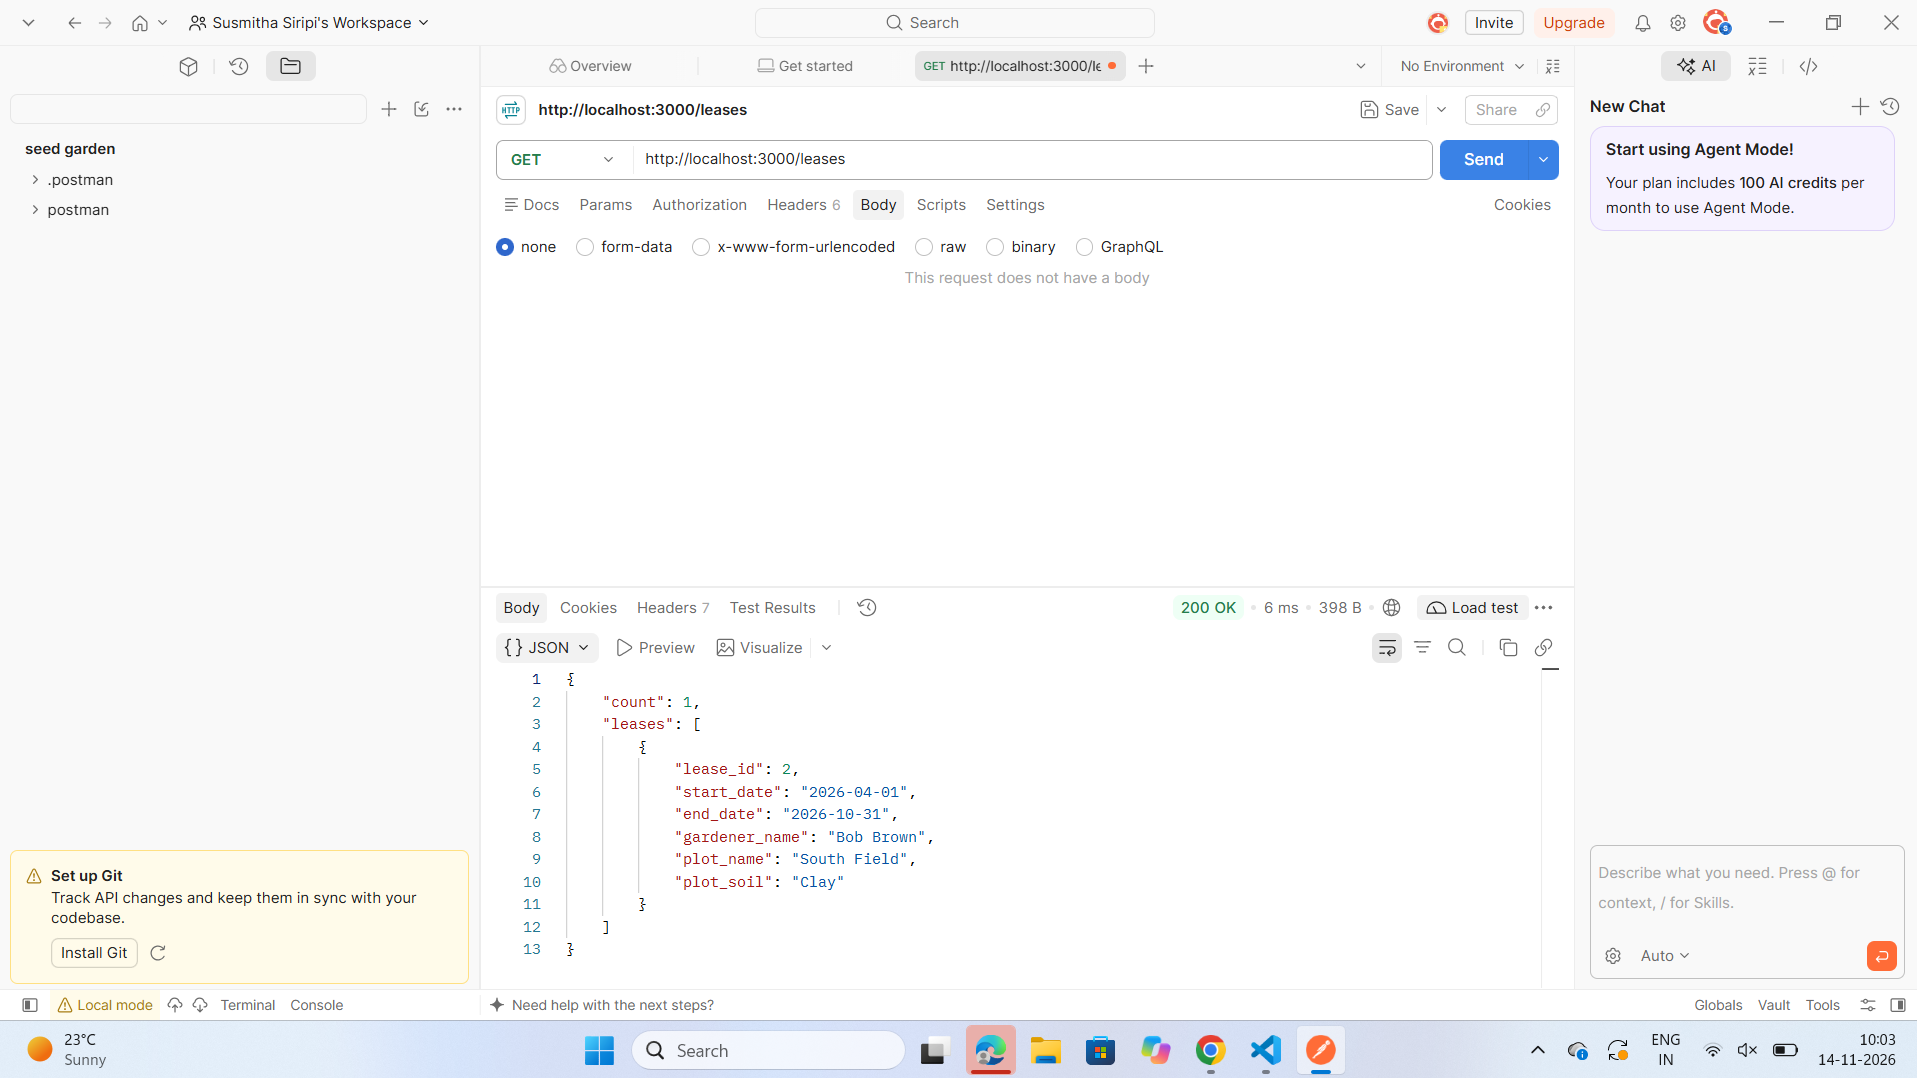 Susmitha Siripi's Workspace
Search
Invite
Upgrade
S
Overview
Get started
GET http://localhost:3000/le
No Environment
AI
HTTP
http://localhost:3000/leases
Save
Share
New Chat
seed garden
.postman
postman
GET
http://localhost:3000/leases
Send
Start using Agent Mode!
Your plan includes 100 AI credits per
month to use Agent Mode.
Docs
Params
Authorization
Headers 6
Body
Scripts
Settings
Cookies
none
form-data
x-www-form-urlencoded
raw
binary
GraphQL
This request does not have a body
Body
Cookies
Headers 7
Test Results
200 OK
6 ms
398 B
Load test
{} JSON
Preview
Visualize
1 {
2 "count": 1,
3 "leases": [
4 {
5 "lease_id": 2,
6 "start_date": "2026-04-01",
7 "end_date": "2026-10-31",
8 "gardener_name": "Bob Brown",
9 "plot_name": "South Field",
10 "plot_soil": "Clay"
11 }
12 ]
13 }
Set up Git
Track API changes and keep them in sync with your
codebase.
Install Git
Describe what you need. Press @ for
context, / for Skills.
Auto
Local mode
Terminal
Console
Need help with the next steps?
Globals
Vault
Tools
23°C
Sunny
Search
ENG
IN
10:03
14-11-2026